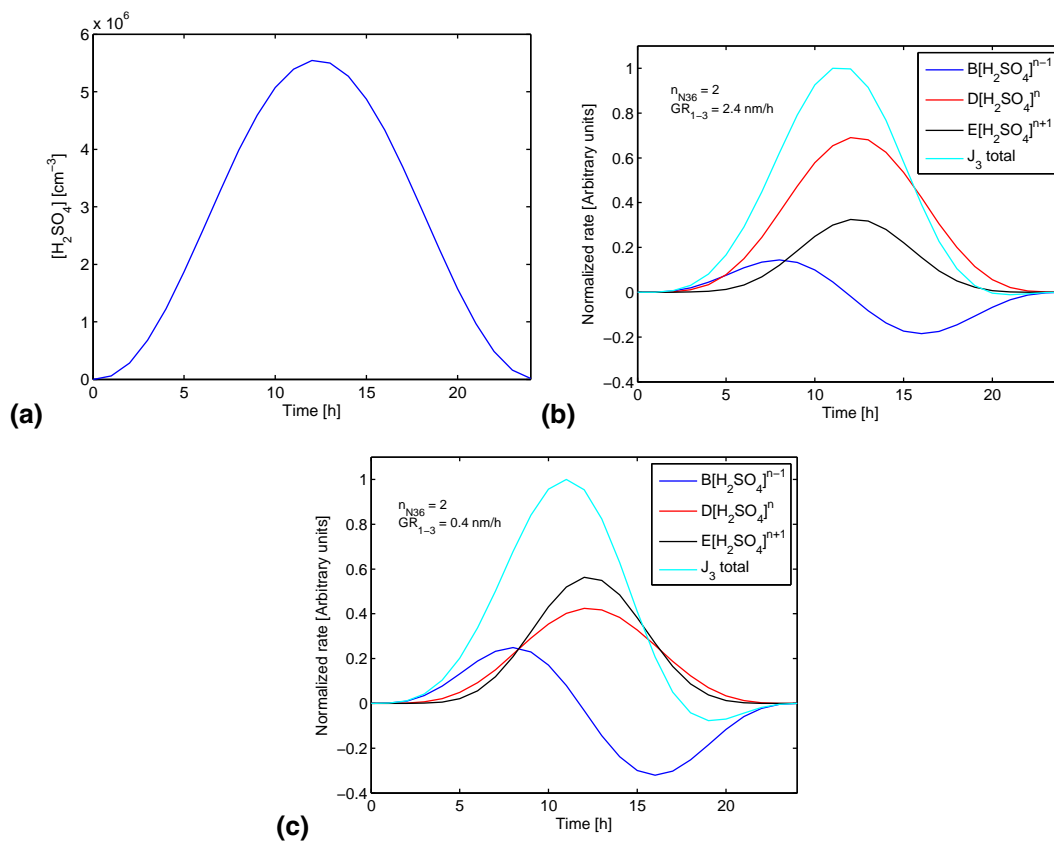 × 10⁶
6
5
4
3
2
1
0
0 5 10 15 20
[H₂SO₄] [cm⁻³]
Time [h]
(a)
1
0.8
0.6
0.4
0.2
0
−0.2
−0.4
0 5 10 15 20
Normalized rate [Arbitrary units]
Time [h]
n_N36 = 2
GR₁₋₃ = 2.4 nm/h
B[H₂SO₄]ⁿ⁻¹
D[H₂SO₄]ⁿ
E[H₂SO₄]ⁿ⁺¹
J₃ total
(b)
1
0.8
0.6
0.4
0.2
0
−0.2
−0.4
0 5 10 15 20
Normalized rate [Arbitrary units]
Time [h]
n_N36 = 2
GR₁₋₃ = 0.4 nm/h
B[H₂SO₄]ⁿ⁻¹
D[H₂SO₄]ⁿ
E[H₂SO₄]ⁿ⁺¹
J₃ total
(c)